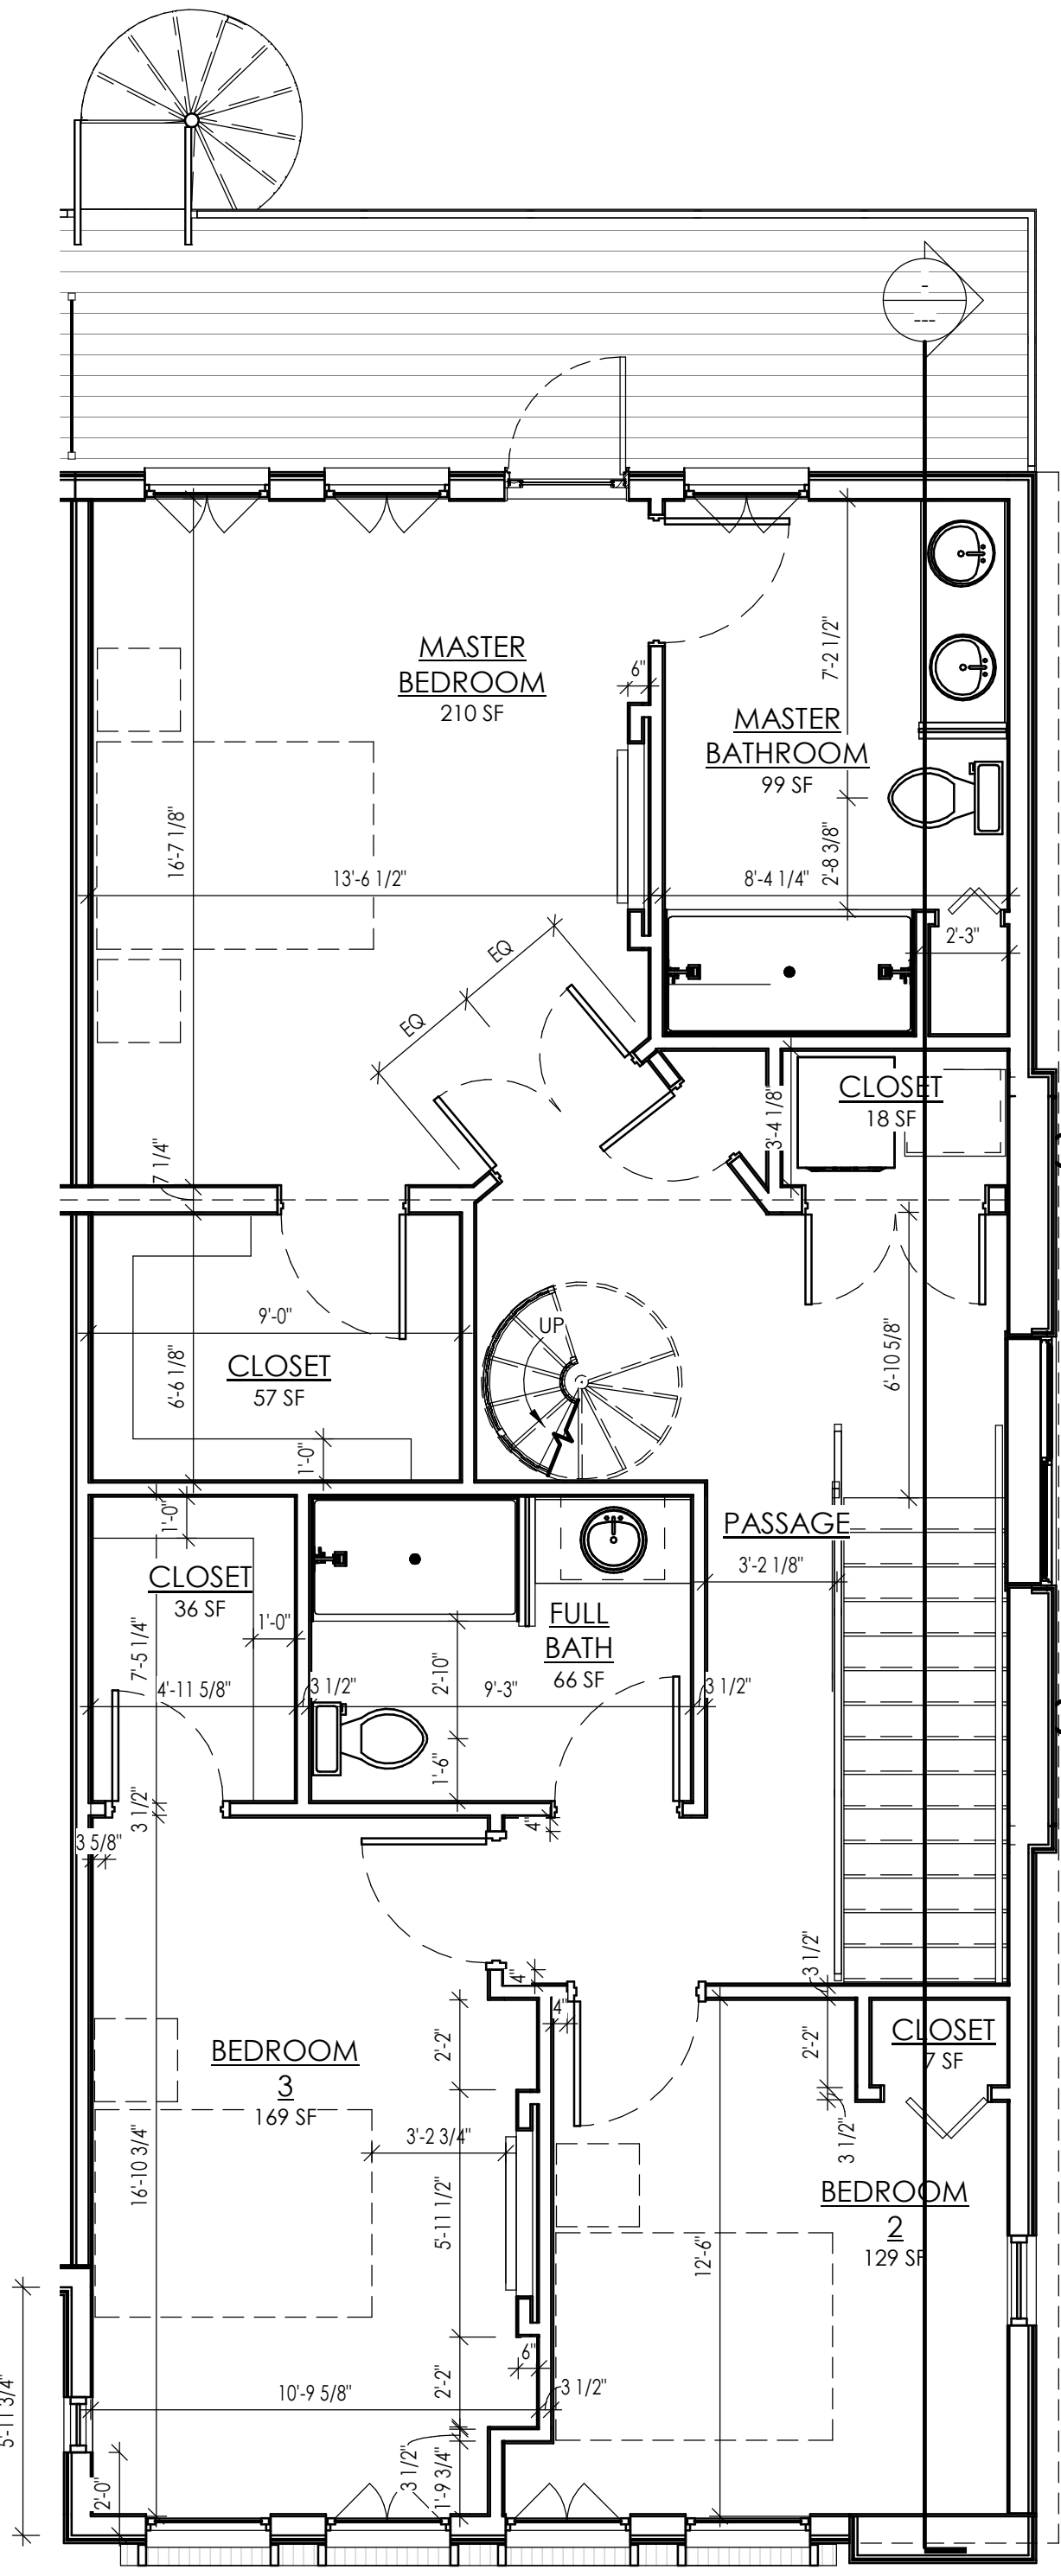 -
---
MASTER
BEDROOM
210 SF
6"
7'-2 1/2"
MASTER
BATHROOM
99 SF
16'-7 1/8"
13'-6 1/2"
8'-4 1/4"
2'-8 3/8"
2'-3"
EQ
EQ
CLOSET
18 SF
3'-4 1/8"
7 1/4"
9'-0"
UP
CLOSET
57 SF
6'-6 1/8"
6'-10 5/8"
1'-0"
1'-0"
PASSAGE
3'-2 1/8"
CLOSET
36 SF
1'-0"
FULL
BATH
66 SF
7'-5 1/4"
4'-11 5/8"
3 1/2"
2'-10"
9'-3"
3 1/2"
1'-6"
3 1/2"
4"
3 5/8"
3 1/2"
4"
4"
BEDROOM
3
169 SF
2'-2"
2'-2"
CLOSET
7 SF
3'-2 3/4"
3 1/2"
16'-10 3/4"
5'-11 1/2"
BEDROOM
2
129 SF
12'-6"
6"
2'-2"
10'-9 5/8"
3 1/2"
5'-11 3/4"
3 1/2"
1'-9 3/4"
2'-0"